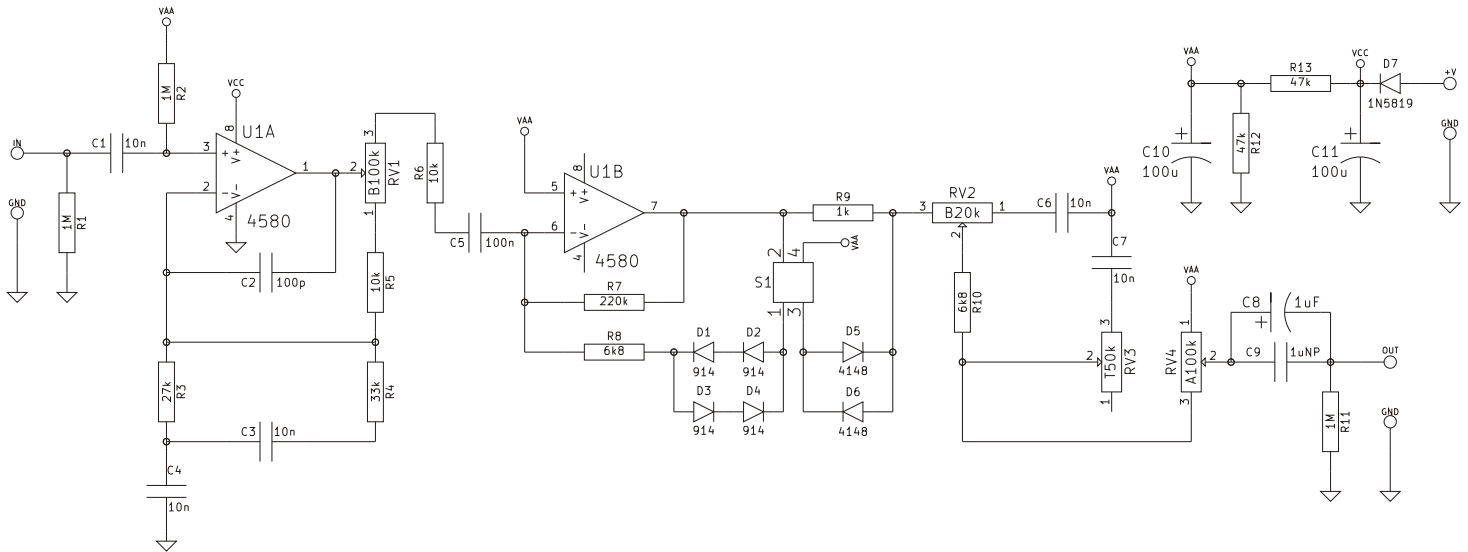 VAA
1M
R2
VCC
8
U1A
IN
C1
10n
3
+
V+
1
2
−
V−
4
4580
GND
1M
R1
C2
100p
3
2
B100k
RV1
1
R6
10k
10k
R5
27k
R3
33k
R4
C3
10n
C4
10n
C5
100n
VAA
8
U1B
5
+
V+
7
6
−
V−
4
4580
R7
220k
R8
6k8
D1
914
D2
914
D3
914
D4
914
S1
2
4
1
3
VAA
R9
1k
D5
4148
D6
4148
RV2
3
B20k
1
2
6k8
R10
C6
10n
VAA
C7
10n
3
2
T50k
RV3
1
VAA
1
RV4
A100k
2
3
C8
1uF
+
C9
1uNP
OUT
1M
R11
GND
VAA
R13
47k
VCC
D7
1N5819
+V
GND
+
C10
100u
47k
R12
+
C11
100u